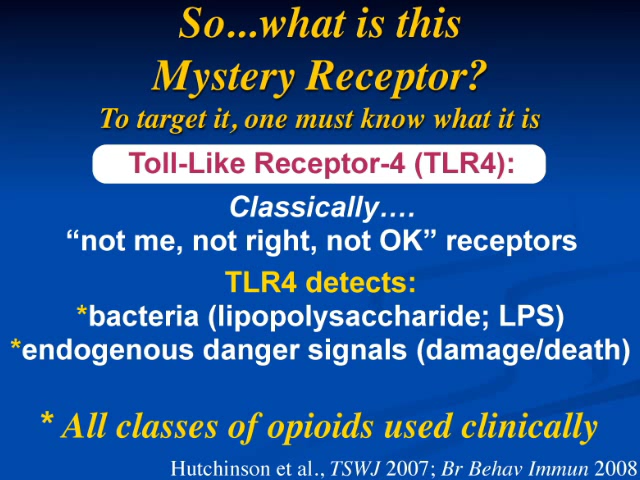 So...what is this
Mystery Receptor?
To target it, one must know what it is
Toll-Like Receptor-4 (TLR4):
Classically....
“not me, not right, not OK” receptors
TLR4 detects:
*bacteria (lipopolysaccharide; LPS)
*endogenous danger signals (damage/death)
* All classes of opioids used clinically
Hutchinson et al., TSWJ 2007; Br Behav Immun 2008